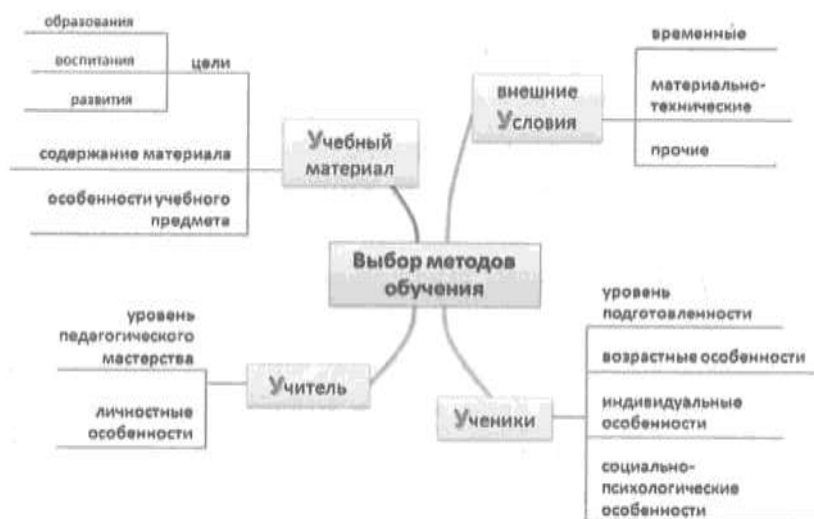 образования
воспитания
развития
цели
содержание материала
особенности учебного
предмета
Учебный
материал
внешние
Условия
временные
материально-
технические
прочие
Выбор методов
обучения
уровень
педагогического
мастерства
личностные
особенности
Учитель
Ученики
уровень
подготовленности
возрастные особенности
индивидуальные
особенности
социально-
психологические
особенности